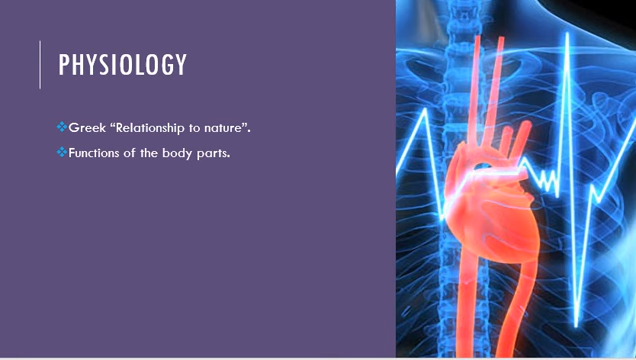 PHYSIOLOGY
❖Greek “Relationship to nature”.
❖Functions of the body parts.